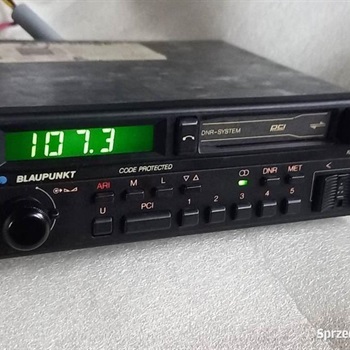 107.3
DNR-SYSTEM PCI
BLAUPUNKT CODE PROTECTED
ARI M L ▽ △ DNR MET <
U PCI 1 2 3 4 5
Sprze